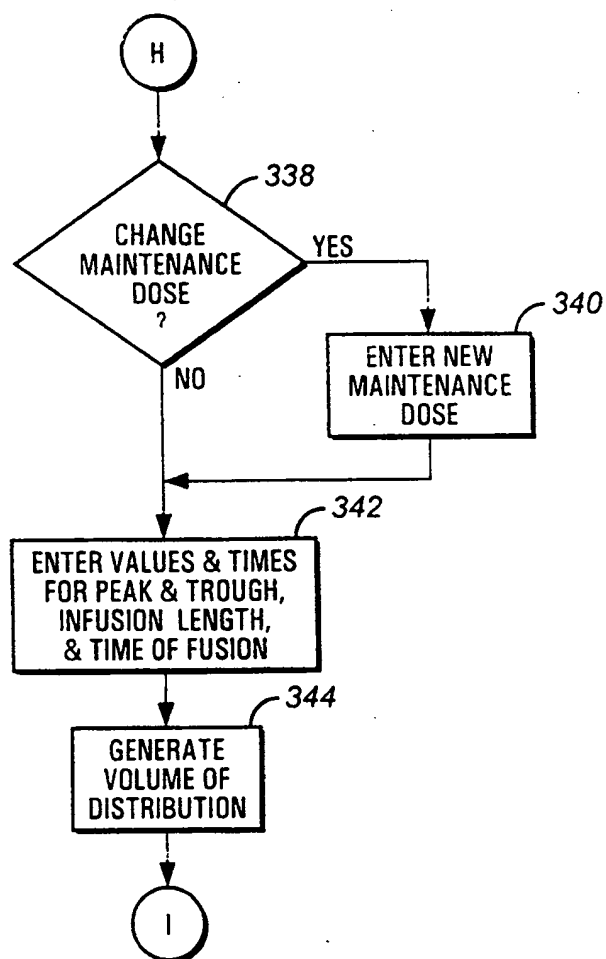 H
338
CHANGE
MAINTENANCE
DOSE
?
YES
NO
340
ENTER NEW
MAINTENANCE
DOSE
342
ENTER VALUES & TIMES
FOR PEAK & TROUGH,
INFUSION LENGTH,
& TIME OF FUSION
344
GENERATE
VOLUME OF
DISTRIBUTION
I